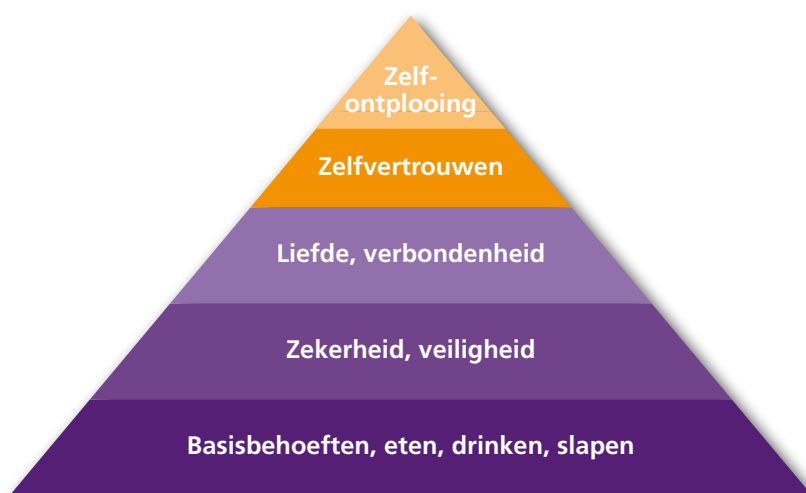 Zelf-
ontplooing
Zelfvertrouwen
Liefde, verbondenheid
Zekerheid, veiligheid
Basisbehoeften, eten, drinken, slapen